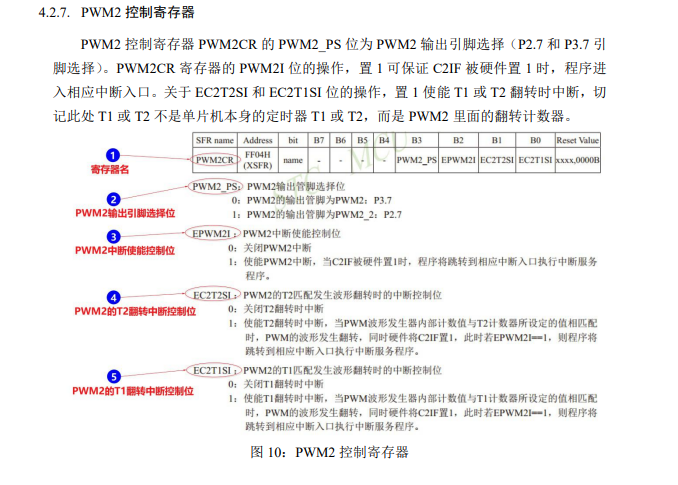 4.2.7. PWM2 控制寄存器
PWM2 控制寄存器 PWM2CR 的 PWM2_PS 位为 PWM2 输出引脚选择（P2.7 和 P3.7 引
脚选择）。PWM2CR 寄存器的 PWM2I 位的操作，置 1 可保证 C2IF 被硬件置 1 时，程序进
入相应中断入口。关于 EC2T2SI 和 EC2T1SI 位的操作，置 1 使能 T1 或 T2 翻转时中断，切
记此处 T1 或 T2 不是单片机本身的定时器 T1 或 T2，而是 PWM2 里面的翻转计数器。
SFR name Address bit B7 B6 B5 B4 B3 B2 B1 B0 Reset Value
PWM2CR FF04H (XSFR) name - - - - PWM2_PS EPWM2I EC2T2SI EC2T1SI xxxx,0000B
1
寄存器名
PWM2_PS：PWM2输出管脚选择位
2
0：PWM2的输出管脚为PWM2：P3.7
PWM2输出引脚选择位
1：PWM2的输出管脚为PWM2_2：P2.7
3
EPWM2I：PWM2中断使能控制位
PWM2中断使能控制位
0：关闭PWM2中断
1：使能PWM2中断，当C2IF被硬件置1时，程序将跳转到相应中断入口执行中断服务
程序。
4
EC2T2SI：PWM2的T2匹配发生波形翻转时的中断控制位
PWM2的T2翻转中断控制位
0：关闭T2翻转时中断
1：使能T2翻转时中断，当PWM波形发生器内部计数值与T2计数器所设定的值相匹配
时，PWM的波形发生翻转，同时硬件将C2IF置1，此时若EPWM2I==1，则程序将
跳转到相应中断入口执行中断服务程序。
EC2T1SI：PWM2的T1匹配发生波形翻转时的中断控制位
5
0：关闭T1翻转时中断
PWM2的T1翻转中断控制位
1：使能T1翻转时中断，当PWM波形发生器内部计数值与T1计数器所设定的值相匹配
时，PWM的波形发生翻转，同时硬件将C2IF置1，此时若EPWM2I==1，则程序将
跳转到相应中断入口执行中断服务程序。
图 10：PWM2 控制寄存器